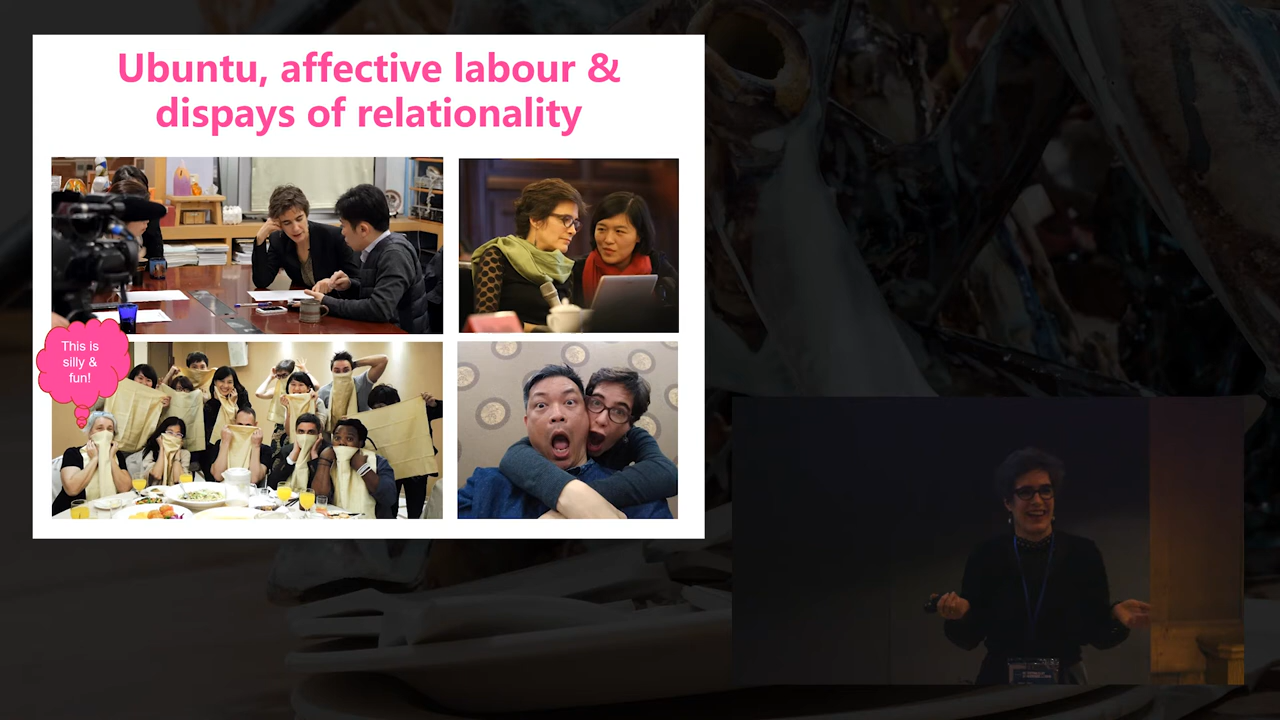 Ubuntu, affective labour &
dispays of relationality
This is
silly &
fun!